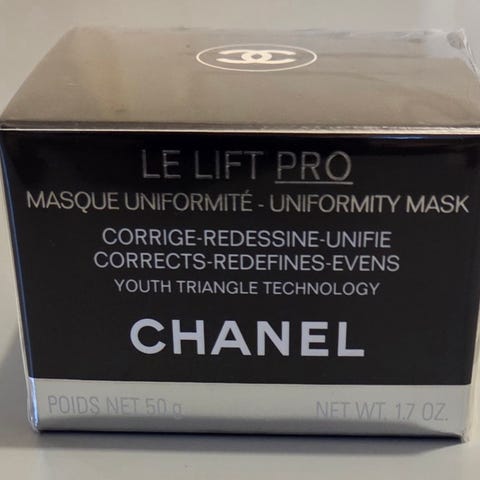 LE LIFT PRO
MASQUE UNIFORMITÉ - UNIFORMITY MASK
CORRIGE-REDESSINE-UNIFIE
CORRECTS-REDEFINES-EVENS
YOUTH TRIANGLE TECHNOLOGY
CHANEL
POIDS NET 50 g NET WT. 1.7 OZ.